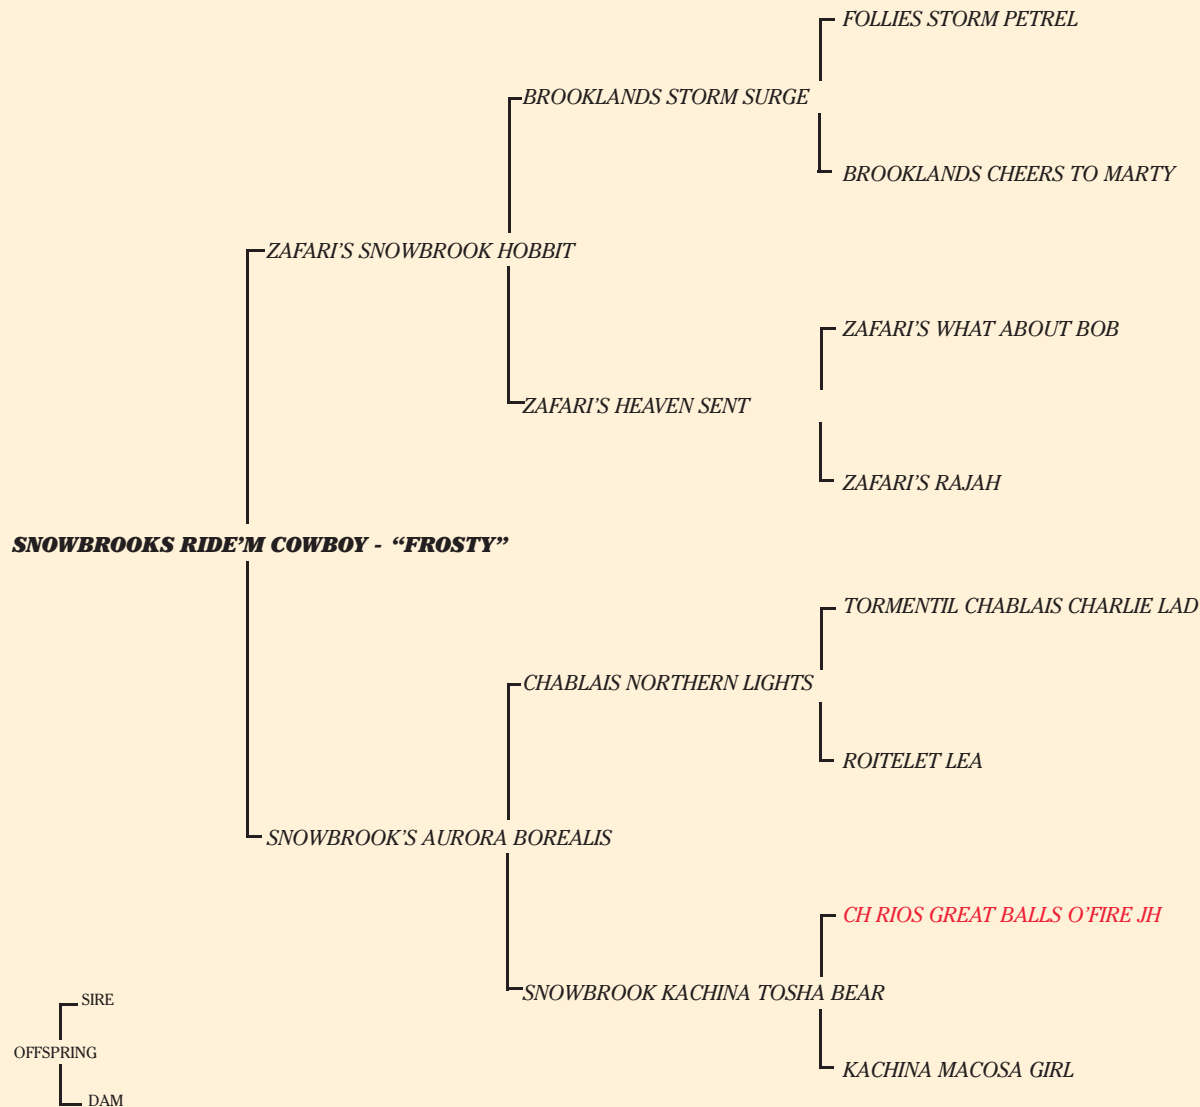 FOLLIES STORM PETREL
BROOKLANDS STORM SURGE
BROOKLANDS CHEERS TO MARTY
ZAFARI'S SNOWBROOK HOBBIT
ZAFARI'S WHAT ABOUT BOB
ZAFARI'S HEAVEN SENT
ZAFARI'S RAJAH
SNOWBROOKS RIDE'M COWBOY - “FROSTY”
TORMENTIL CHABLAIS CHARLIE LAD
CHABLAIS NORTHERN LIGHTS
ROITELET LEA
SNOWBROOK'S AURORA BOREALIS
CH RIOS GREAT BALLS O'FIRE JH
SNOWBROOK KACHINA TOSHA BEAR
KACHINA MACOSA GIRL
SIRE
OFFSPRING
DAM